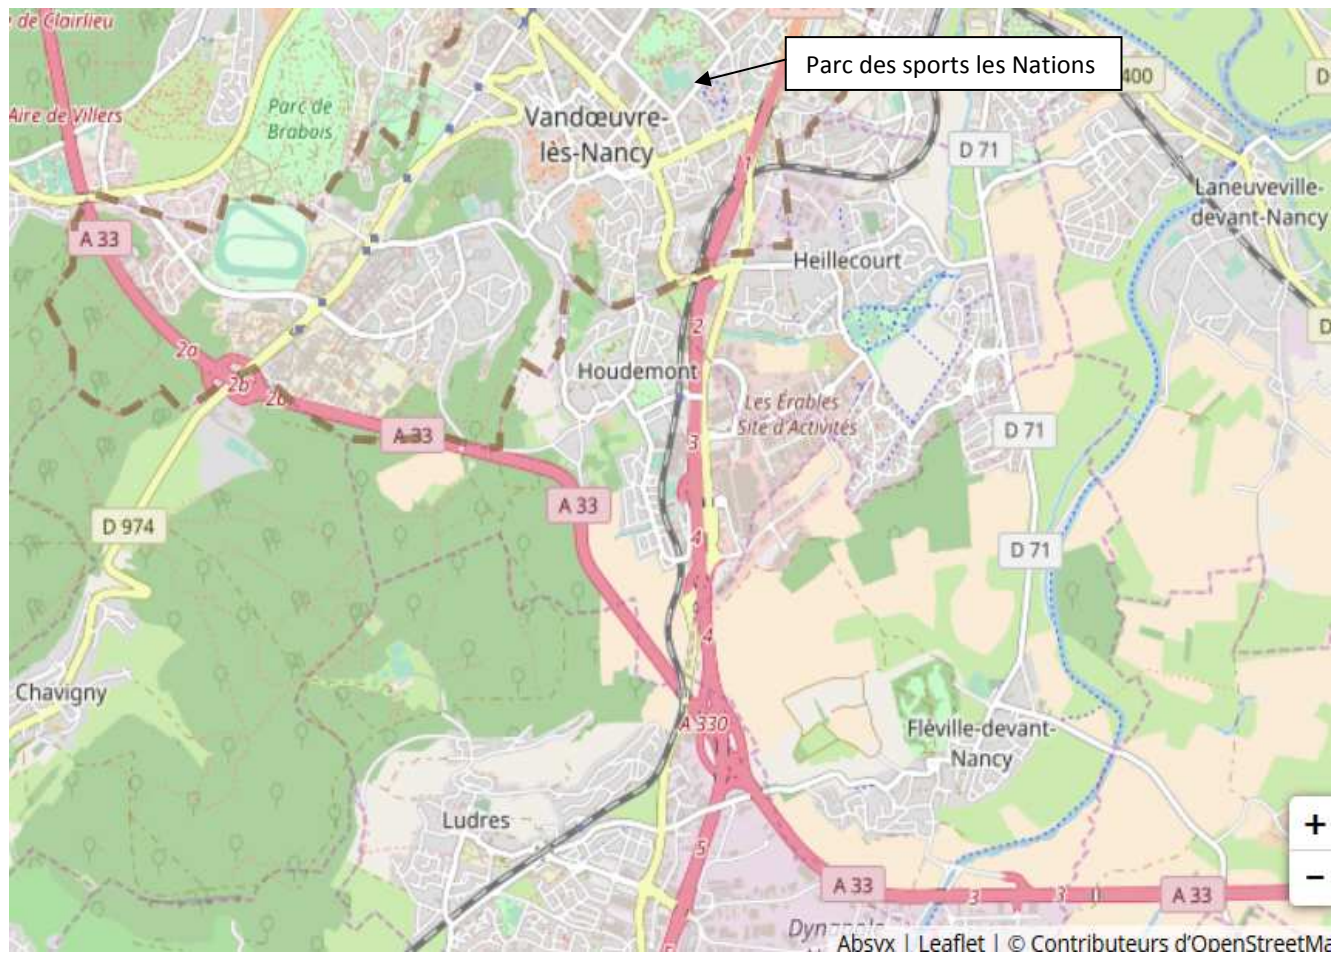 de Clairlieu
Parc des sports les Nations
400
D
Aire de Villers
Parc de
Brabois
Vandœuvre-
lès-Nancy
1
D 71
Laneuveville-
devant-Nancy
A 33
Heillecourt
2
D
2a
2b
2b
Houdemont
Les Érables
Site d'Activités
A 33
3
D 71
A 33
D 974
4
D 71
4
Chavigny
A 330
Fléville-devant-
Nancy
Ludres
+
5
−
A 33
3
3
A 33
5
Absyx | Leaflet | © Contributeurs d'OpenStreetMa